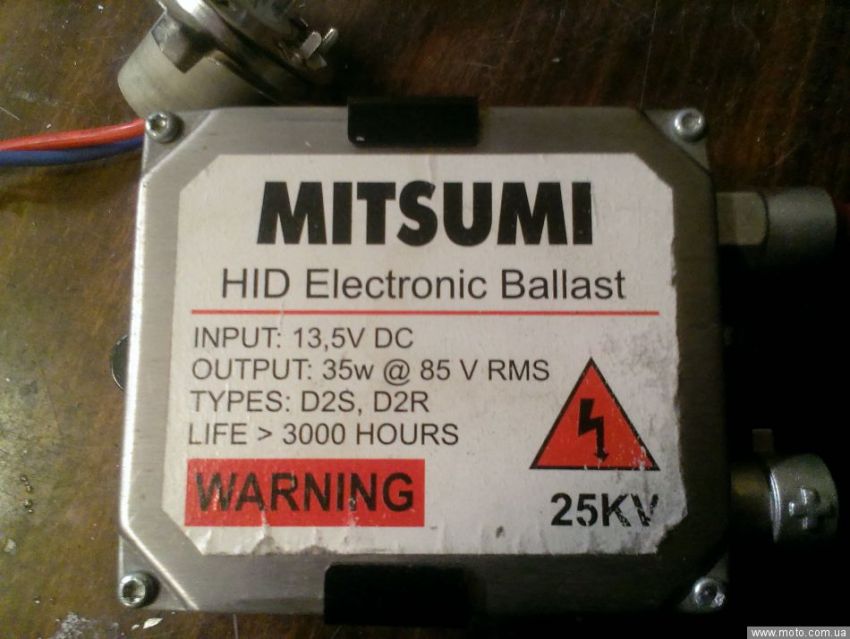 MITSUMI
HID Electronic Ballast
INPUT: 13,5V DC
OUTPUT: 35w @ 85 V RMS
TYPES: D2S, D2R
LIFE > 3000 HOURS
WARNING
25KV
www.moto.com.ua